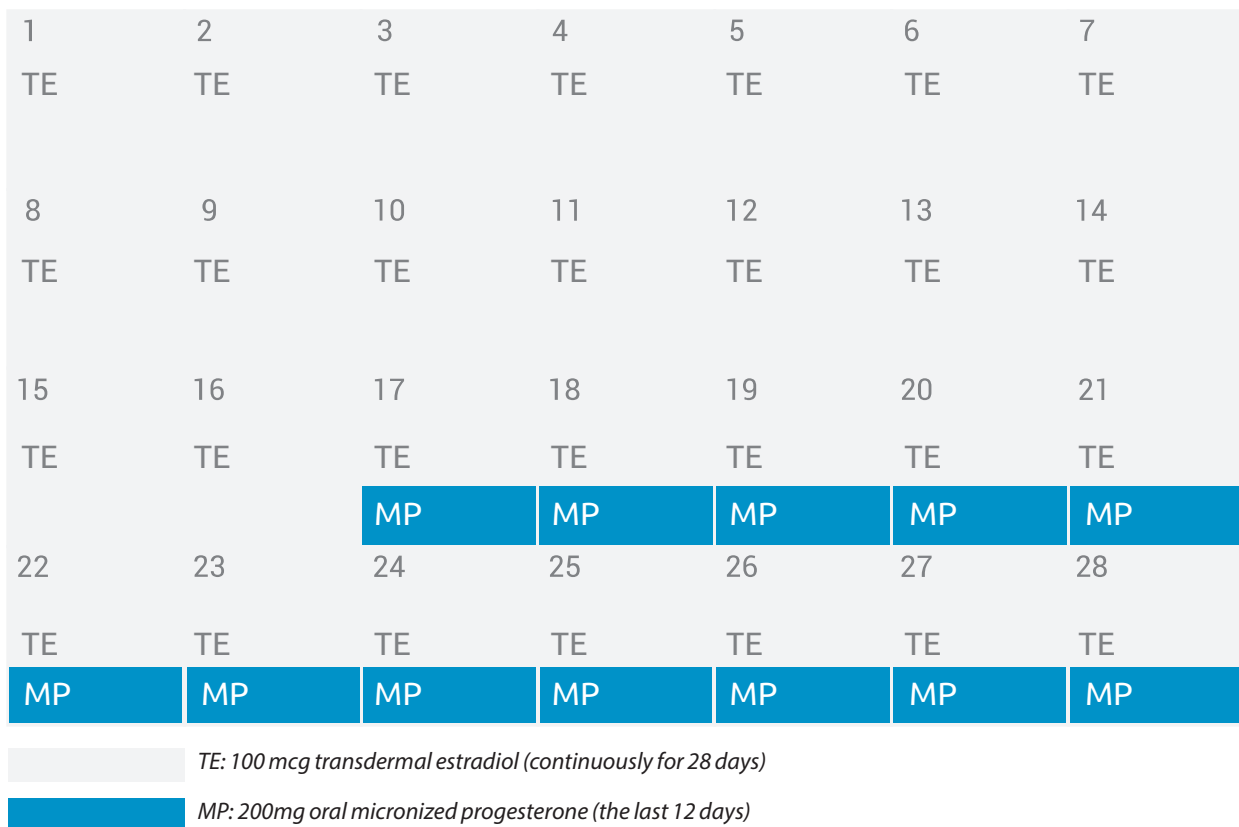 1 2 3 4 5 6 7
TE TE TE TE TE TE TE
8 9 10 11 12 13 14
TE TE TE TE TE TE TE
15 16 17 18 19 20 21
TE TE TE TE TE TE TE
MP MP MP MP MP
22 23 24 25 26 27 28
TE TE TE TE TE TE TE
MP MP MP MP MP MP MP
TE: 100 mcg transdermal estradiol (continuously for 28 days)
MP: 200mg oral micronized progesterone (the last 12 days)